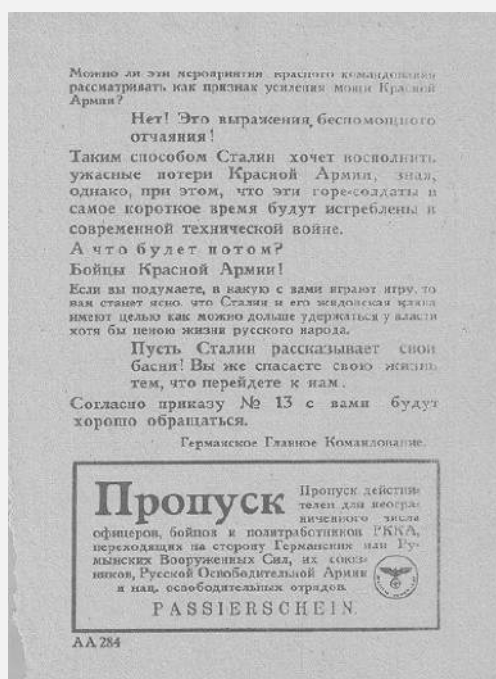 Можно ли эти мероприятия красного командования
рассматривать как признак усиления мощи Красной
Армии?
Нет! Это выражения беспомощного
отчаяния!
Таким способом Сталин хочет восполнить
ужасные потери Красной Армии, зная,
однако, при этом, что эти горе-солдаты в
самое короткое время будут истреблены в
современной технической войне.
А что будет потом?
Бойцы Красной Армии!
Если вы подумаете, в какую с вами играют игру, то
вам станет ясно, что Сталин и его жидовская клика
имеют целью как можно дольше удержаться у власти
хотя бы ценою жизни русского народа.
Пусть Сталин рассказывает свои
басни! Вы же спасаете свою жизнь
тем, что перейдете к нам.
Согласно приказу № 13 с вами будут
хорошо обращаться.
Германское Главное Командование.
Пропуск
Пропуск действи-
телен для неогра-
ниченного числа
офицеров, бойцов и политработников РККА,
переходящих на сторону Германских или Ру-
мынских Вооруженных Сил, их союз-
ников, Русской Освободительной Армии
и нац. освободительных отрядов.
PASSIERSCHEIN.
AA 284